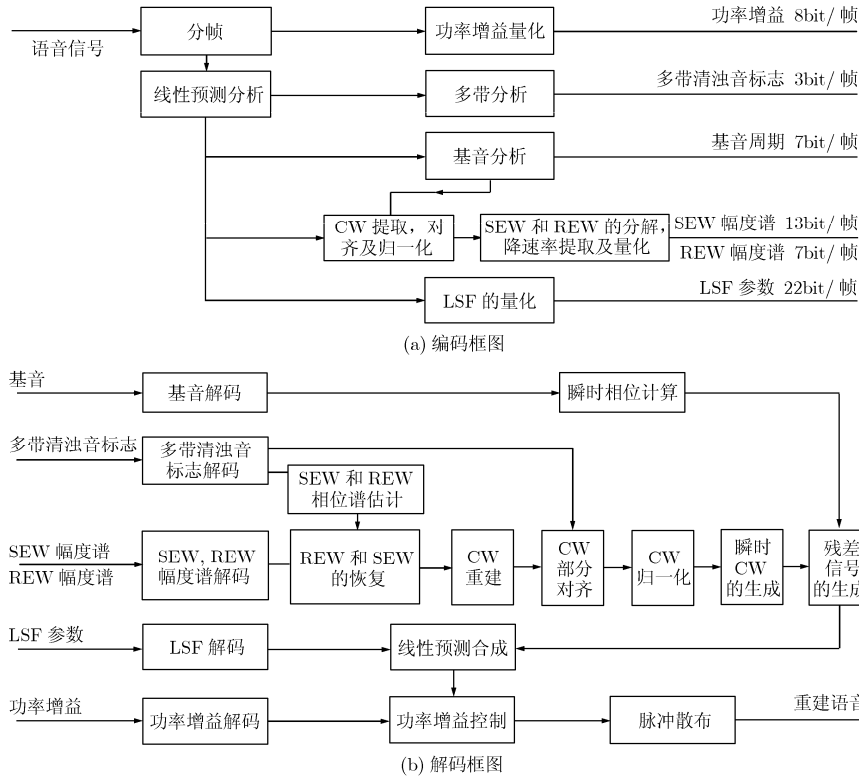 语音信号
分帧
功率增益量化
功率增益 8bit/帧
线性预测分析
多带分析
多带清浊音标志 3bit/帧
基音分析
基音周期 7bit/帧
CW 提取，对
齐及归一化
SEW 和 REW 的分解，
降速率提取及量化
SEW 幅度谱 13bit/帧
REW 幅度谱 7bit/帧
LSF 的量化
LSF 参数 22bit/帧
(a) 编码框图
基音
基音解码
瞬时相位计算
多带清浊音标志
多带清浊音
标志解码
SEW 和 REW
相位谱估计
SEW 幅度谱
REW 幅度谱
SEW, REW
幅度谱解码
REW 和 SEW
的恢复
CW
重建
CW
部分
对齐
CW
归一化
瞬时
CW
的生成
残差
信号
的生成
LSF 参数
LSF 解码
线性预测合成
功率增益
功率增益解码
功率增益控制
脉冲散布
重建语音
(b) 解码框图